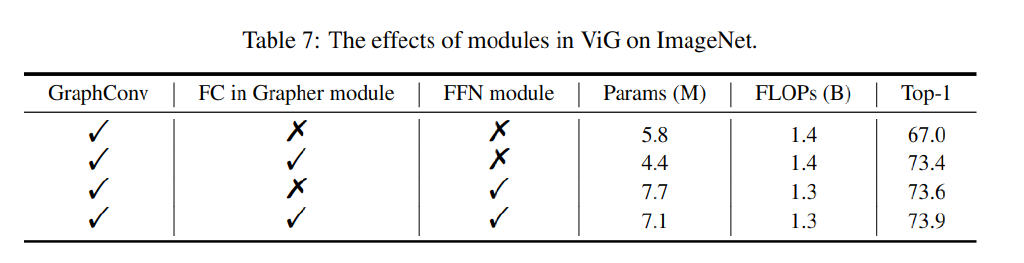 Table 7: The effects of modules in ViG on ImageNet.
GraphConv | FC in Grapher module | FFN module | Params (M) | FLOPs (B) | Top-1
✓ | ✗ | ✗ | 5.8 | 1.4 | 67.0
✓ | ✓ | ✗ | 4.4 | 1.4 | 73.4
✓ | ✗ | ✓ | 7.7 | 1.3 | 73.6
✓ | ✓ | ✓ | 7.1 | 1.3 | 73.9